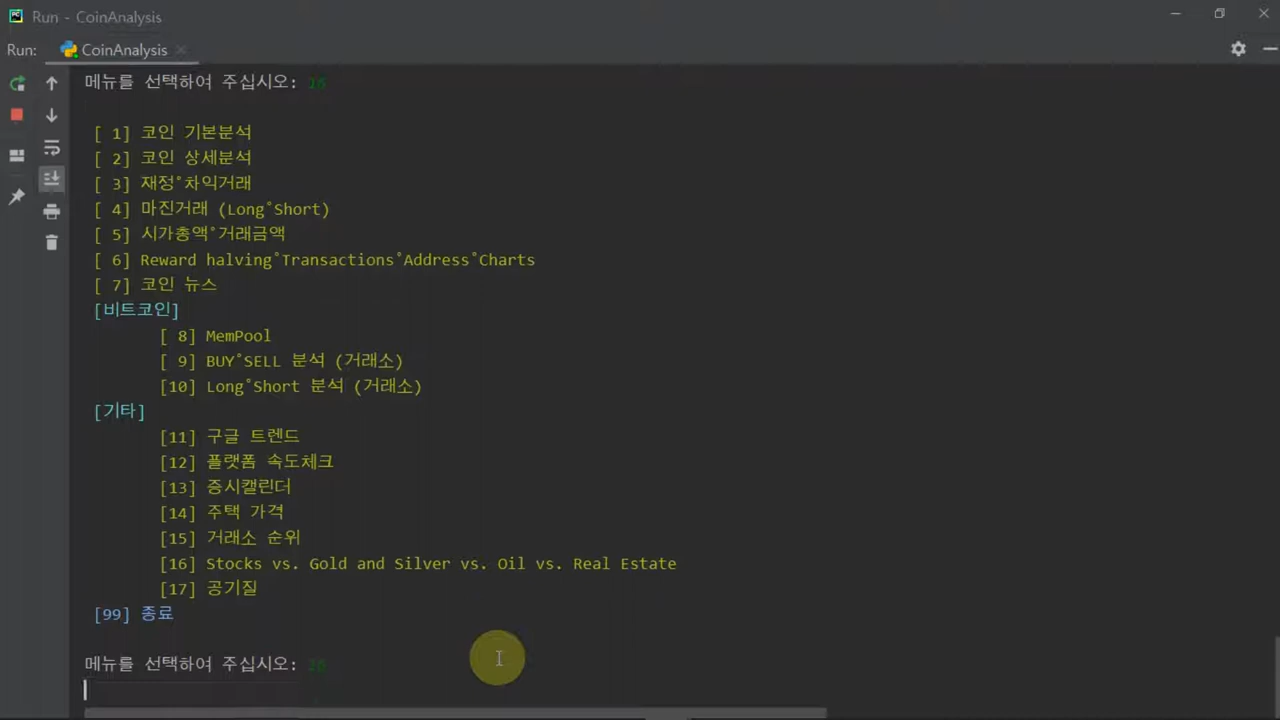 Run - CoinAnalysis
Run: CoinAnalysis
메뉴를 선택하여 주십시오:
[ 1] 코인 기본분석
[ 2] 코인 상세분석
[ 3] 재정°차익거래
[ 4] 마진거래 (Long°Short)
[ 5] 시가총액°거래금액
[ 6] Reward halving°Transactions°Address°Charts
[ 7] 코인 뉴스
[비트코인]
[ 8] MemPool
[ 9] BUY°SELL 분석 (거래소)
[10] Long°Short 분석 (거래소)
[기타]
[11] 구글 트렌드
[12] 플랫폼 속도체크
[13] 증시캘린더
[14] 주택 가격
[15] 거래소 순위
[16] Stocks vs. Gold and Silver vs. Oil vs. Real Estate
[17] 공기질
[99] 종료
메뉴를 선택하여 주십시오: